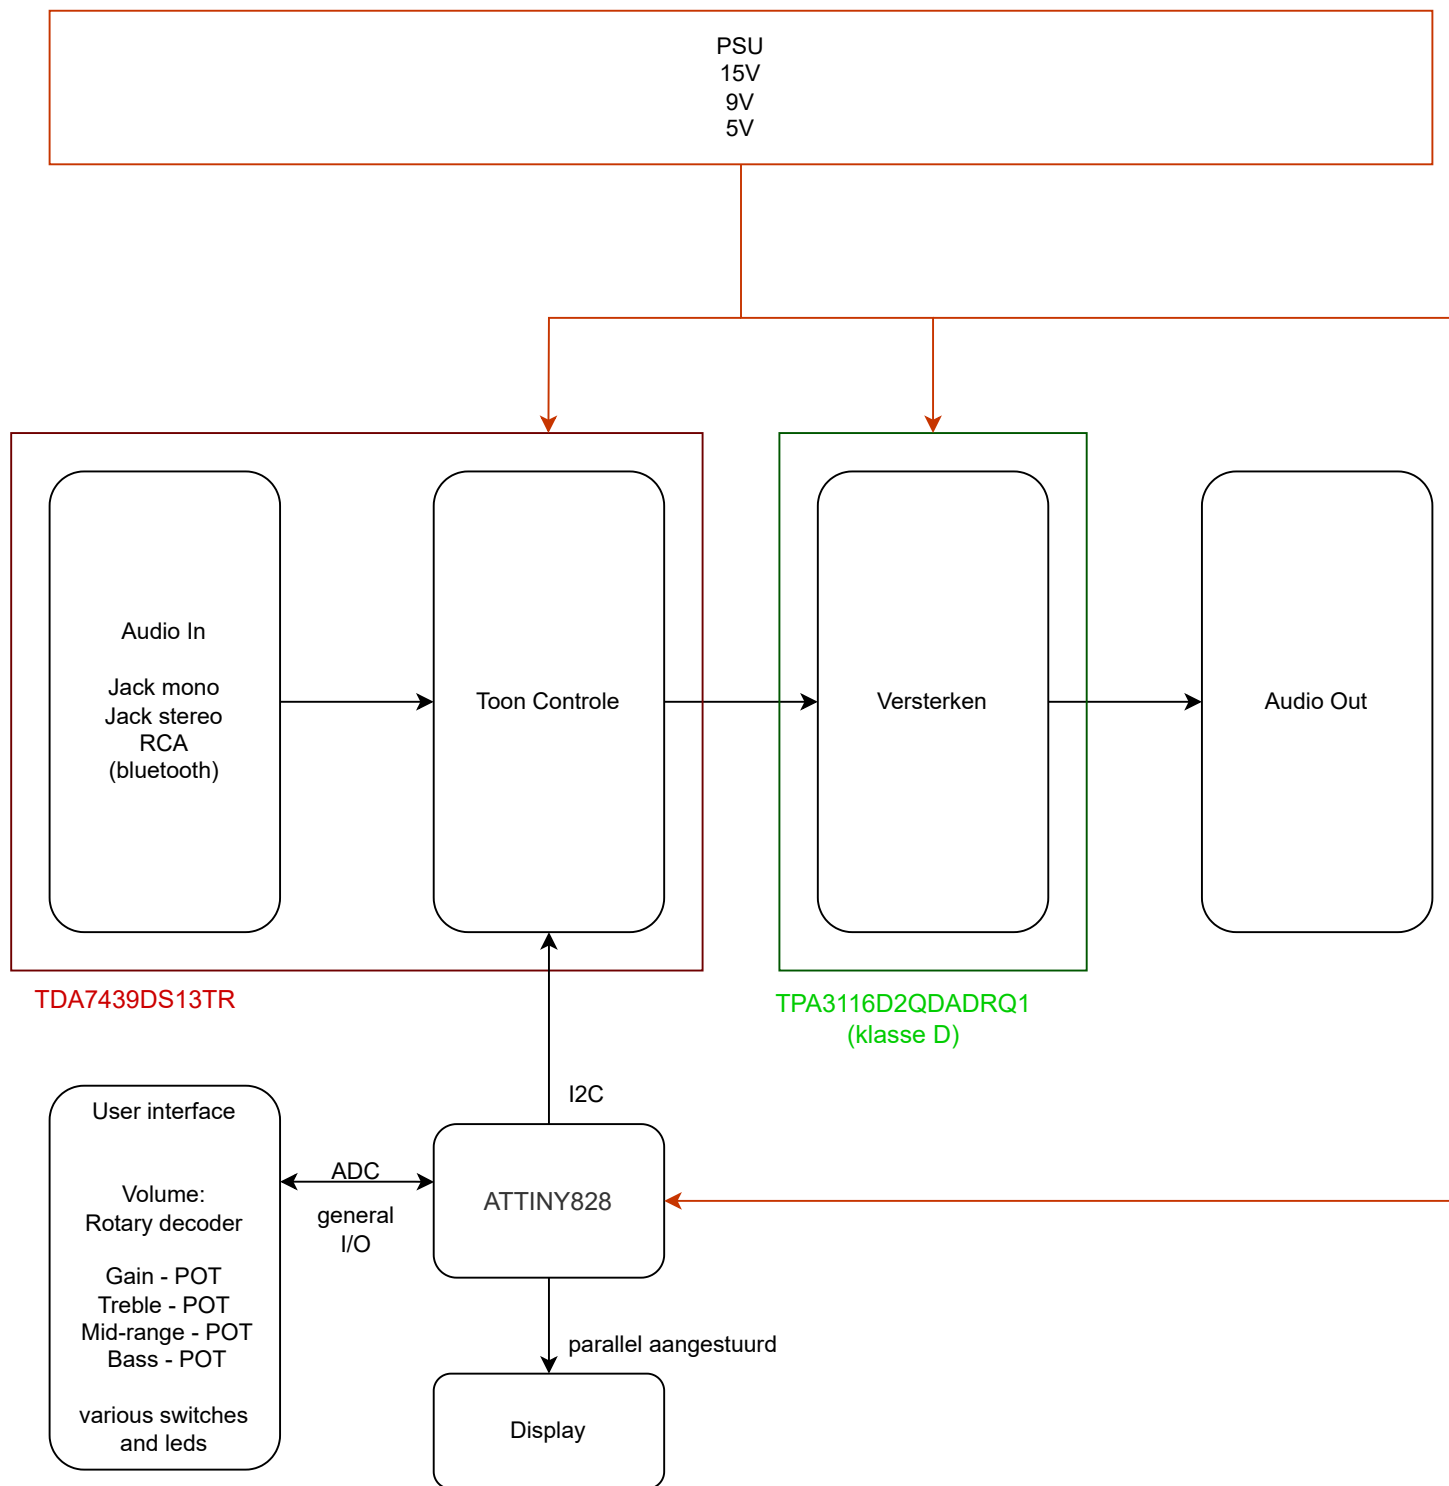 PSU
15V
9V
5V
Audio In
Jack mono
Jack stereo
RCA
(bluetooth)
Toon Controle
Versterken
Audio Out
TDA7439DS13TR
TPA3116D2QDADRQ1
(klasse D)
User interface
Volume:
Rotary decoder
Gain - POT
Treble - POT
Mid-range - POT
Bass - POT
various switches
and leds
ADC
general
I/O
I2C
ATTINY828
parallel aangestuurd
Display